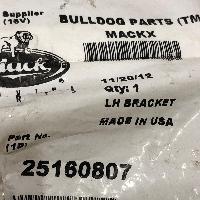 Supplier
(16V)
BULLDOG PARTS (TM
MACKX
Mack
11/20/12
Qty: 1
LH BRACKET
MADE IN USA
Part No.
(1P)
25160807